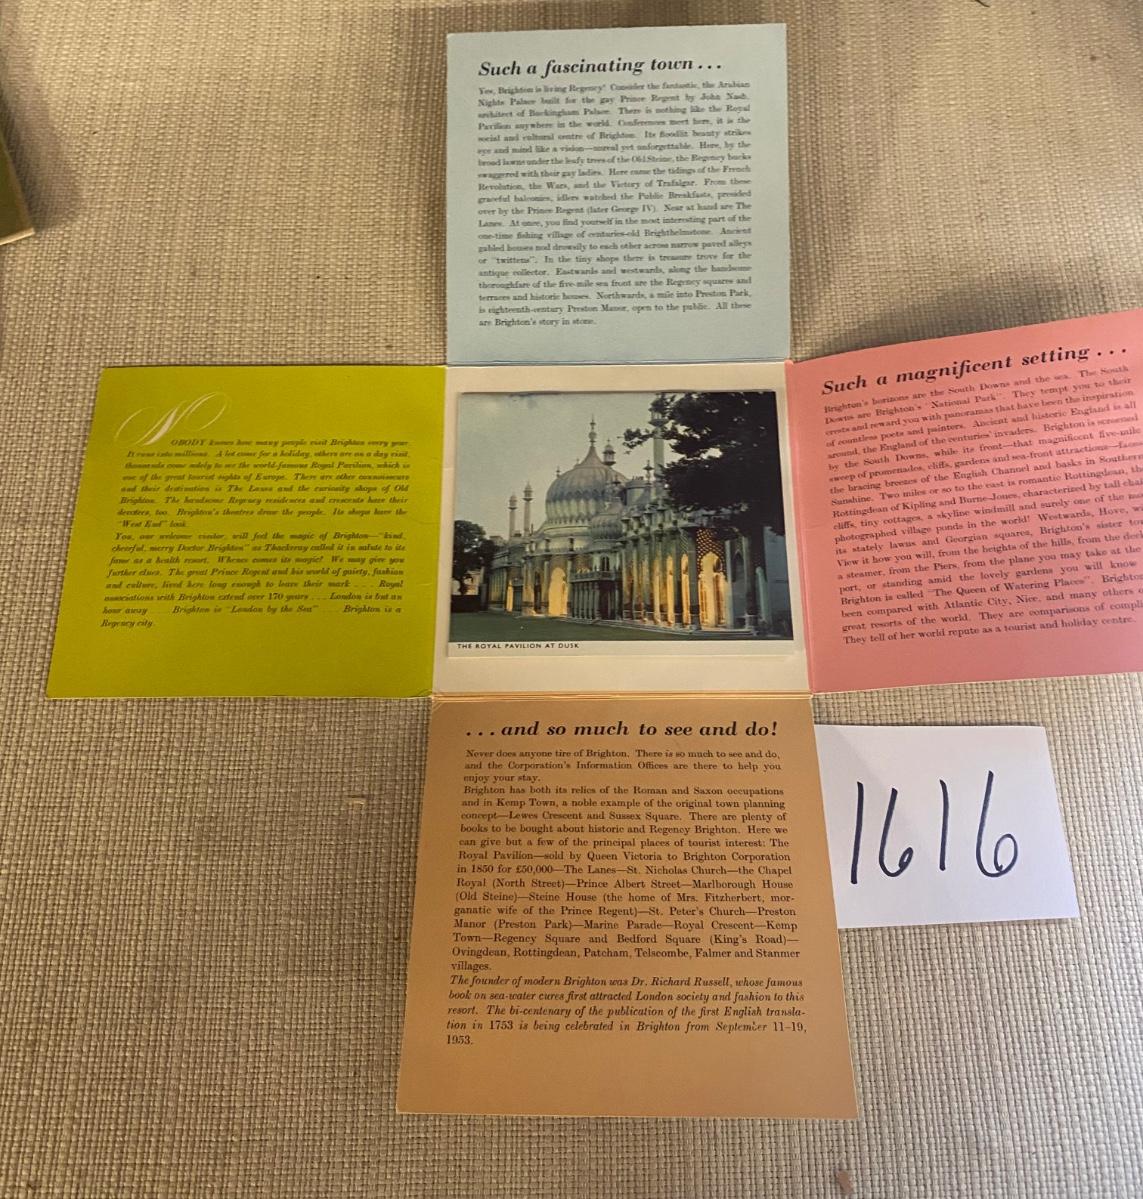 Such a fascinating town . . .
Yes, Brighton is living Regency! Consider the fantastic, the Arabian
Nights Palace built for the gay Prince Regent by John Nash,
architect of Buckingham Palace. There is nothing like the Royal
Pavilion anywhere in the world. Conferences meet here, it is the
social and cultural centre of Brighton. Its floodlit beauty strikes
eye and mind like a vision—unreal yet unforgettable. Here, by the
broad lawns under the leafy trees of the Old Steine, the Regency bucks
swaggered with their gay ladies. Here came the tidings of the French
Revolution, the Wars, and the Victory of Trafalgar. From these
graceful balconies, idlers watched the Public Breakfasts, presided
over by the Prince Regent (later George IV). Near at hand are The
Lanes. At once, you find yourself in the most interesting part of the
one-time fishing village of centuries-old Brighthelmstone. Ancient
gabled houses nod drowsily to each other across narrow paved alleys
or "twittens". In the tiny shops there is treasure trove for the
antique collector. Eastwards and westwards, along the handsome
thoroughfare of the five-mile sea front are the Regency squares and
terraces and historic houses. Northwards, a mile into Preston Park,
is eighteenth-century Preston Manor, open to the public. All these
are Brighton's story in stone.
NOBODY knows how many people visit Brighton every year.
It runs into millions. A lot come for a holiday, others on a day visit,
thousands come solely to see the world-famous Royal Pavilion, which is
one of the great tourist sights of Europe. There are other connoisseurs
and their destination is The Lanes and the curiosity shops of Old
Brighton. The handsome Regency residences and crescents have their
devotees, too. Brighton's theatres draw the people. Its shops have the
"West End" look.
You, our welcome visitor, will feel the magic of Brighton—"kind,
cheerful, merry Doctor Brighton" as Thackeray called it in salute to its
fame as a health resort. Whence comes its magic? We may give you
further clues. The great Prince Regent and his world of gaiety, fashion
and culture, lived here long enough to leave their mark . . . . Royal
associations with Brighton extend over 170 years . . . . London is but an
hour away . . . . Brighton is "London by the Sea" . . . . Brighton is a
Regency city.
THE ROYAL PAVILION AT DUSK
Such a magnificent setting . . .
Brighton's horizons are the South Downs and the sea. The South
Downs are Brighton's "National Park". They tempt you to their
crests and reward you with panoramas that have been the inspiration
of countless poets and painters. Ancient and historic England is all
around, the England of the centuries' invaders. Brighton is screened
by the South Downs, while its front—that magnificent five-mile
sweep of promenades, cliffs, gardens and sea-front attractions—faces
the bracing breezes of the English Channel and basks in Southern
Sunshine. Two miles or so to the east is romantic Rottingdean, the
Rottingdean of Kipling and Burne-Jones, characterized by tall chalk
cliffs, tiny cottages, a skyline windmill and surely one of the most
photographed village ponds in the world! Westwards, Hove, with
its stately lawns and Georgian squares, Brighton's sister town.
View it how you will, from the heights of the hills, from the deck
a steamer, from the Piers, from the plane you may take at the
port, or standing amid the lovely gardens you will know
Brighton is called "The Queen of Watering Places". Brighton
been compared with Atlantic City, Nice, and many others
great resorts of the world. They are comparisons of
They tell of her world repute as a tourist and holiday centre.
. . . and so much to see and do!
Never does anyone tire of Brighton. There is so much to see and do,
and the Corporation's Information Offices are there to help you
enjoy your stay.
Brighton has both its relics of the Roman and Saxon occupations
and in Kemp Town, a noble example of the original town planning
concept—Lewes Crescent and Sussex Square. There are plenty of
books to be bought about historic and Regency Brighton. Here we
can give but a few of the principal places of tourist interest: The
Royal Pavilion—sold by Queen Victoria to Brighton Corporation
in 1850 for £50,000—The Lanes—St. Nicholas Church—the Chapel
Royal (North Street)—Prince Albert Street—Marlborough House
(Old Steine)—Steine House (the home of Mrs. Fitzherbert, mor-
ganatic wife of the Prince Regent)—St. Peter's Church—Preston
Manor (Preston Park)—Marine Parade—Royal Crescent—Kemp
Town—Regency Square and Bedford Square (King's Road)—
Ovingdean, Rottingdean, Patcham, Telscombe, Falmer and Stanmer
villages.
The founder of modern Brighton was Dr. Richard Russell, whose famous
book on sea-water cures first attracted London society and fashion to this
resort. The bi-centenary of the publication of the first English transla-
tion in 1753 is being celebrated in Brighton from September 11-19,
1953.
1616